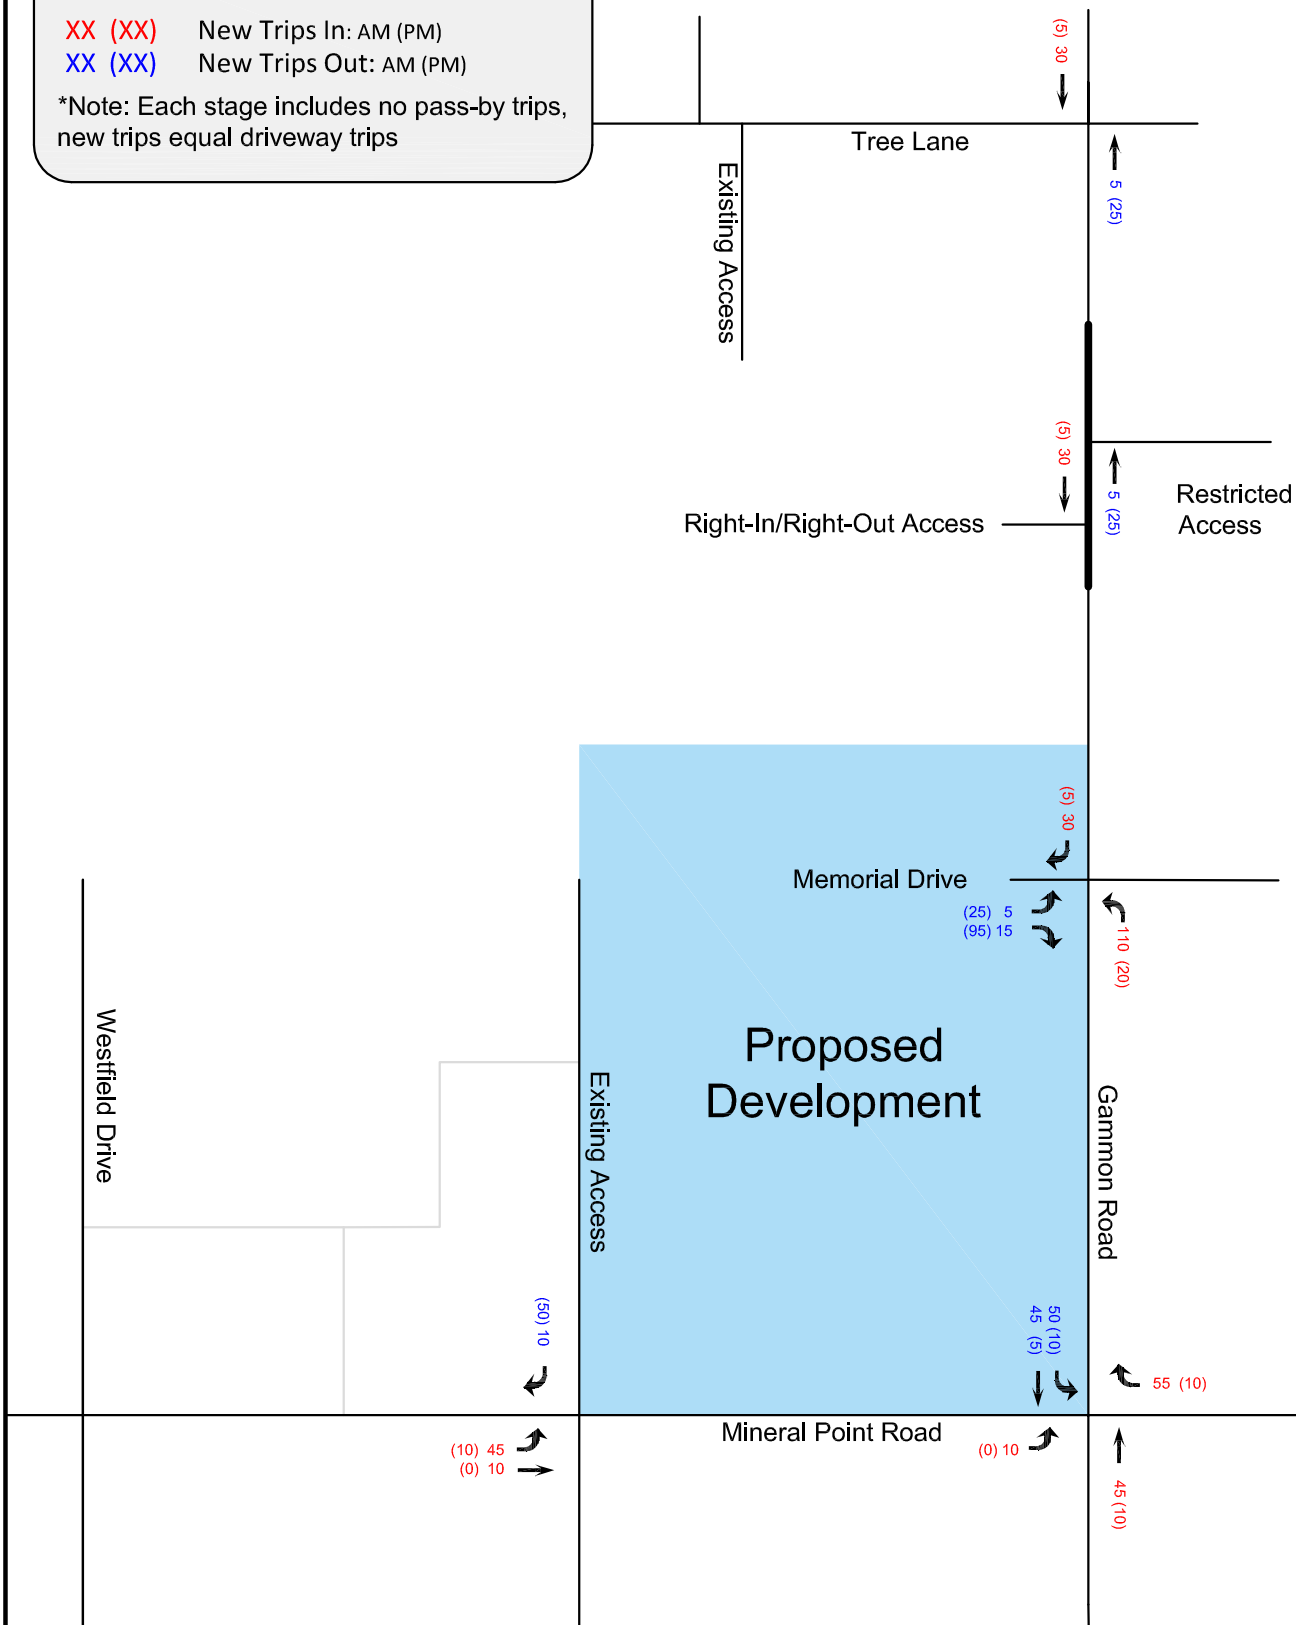 XX (XX) New Trips In: AM (PM)
XX (XX) New Trips Out: AM (PM)
*Note: Each stage includes no pass-by trips,
new trips equal driveway trips
(5) 30
Tree Lane
5 (25)
Existing Access
(5) 30
5 (25)
Restricted
Access
Right-In/Right-Out Access
(5) 30
Memorial Drive
(25) 5
(95) 15
110 (20)
Proposed
Development
Westfield Drive
Existing Access
Gammon Road
(50) 10
50 (10)
45 (5)
55 (10)
Mineral Point Road
(10) 45
(0) 10
(0) 10
45 (10)